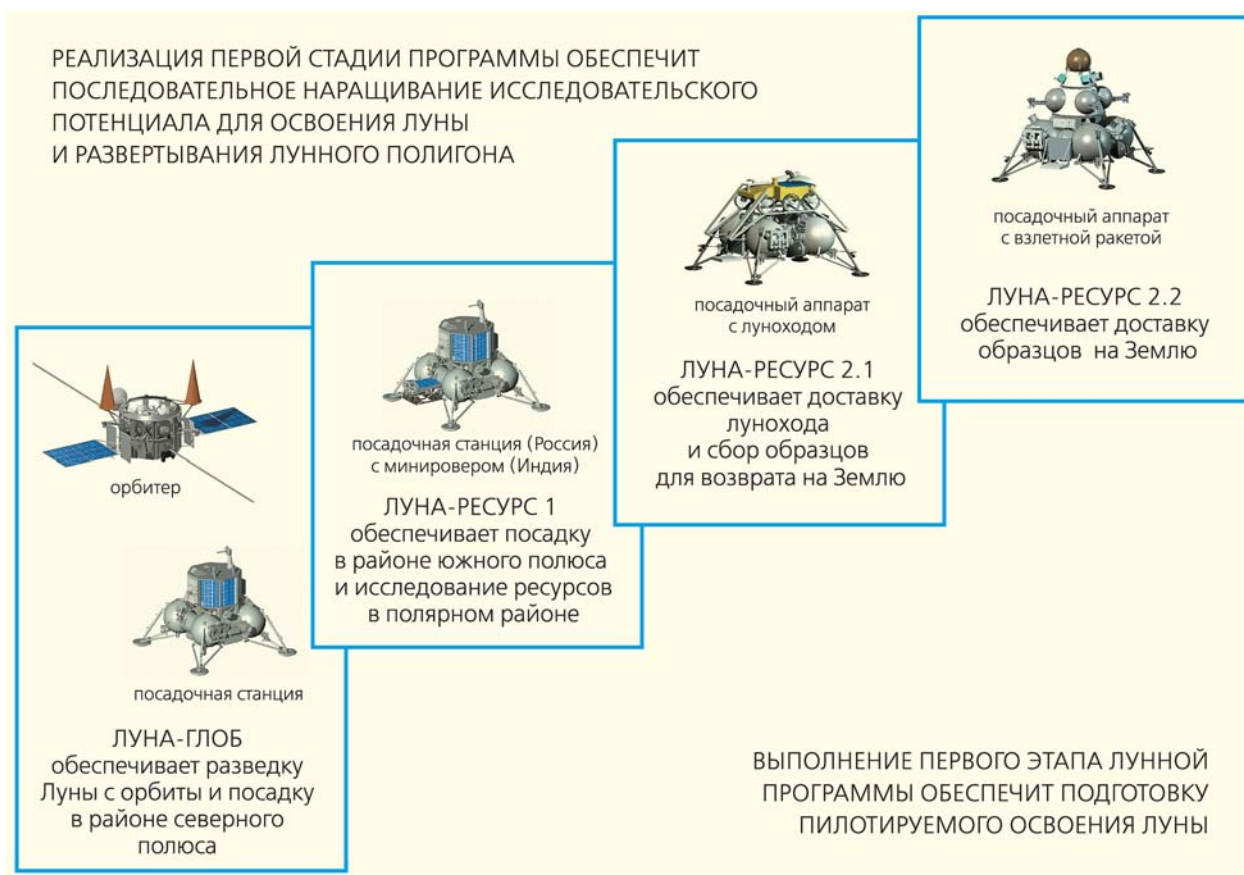 РЕАЛИЗАЦИЯ ПЕРВОЙ СТАДИИ ПРОГРАММЫ ОБЕСПЕЧИТ
ПОСЛЕДОВАТЕЛЬНОЕ НАРАЩИВАНИЕ ИССЛЕДОВАТЕЛЬСКОГО
ПОТЕНЦИАЛА ДЛЯ ОСВОЕНИЯ ЛУНЫ
И РАЗВЕРТЫВАНИЯ ЛУННОГО ПОЛИГОНА
орбитер
посадочная станция
ЛУНА-ГЛОБ
обеспечивает разведку
Луны с орбиты и посадку
в районе северного
полюса
посадочная станция (Россия)
с минировером (Индия)
ЛУНА-РЕСУРС 1
обеспечивает посадку
в районе южного полюса
и исследование ресурсов
в полярном районе
посадочный аппарат
с луноходом
ЛУНА-РЕСУРС 2.1
обеспечивает доставку
лунохода
и сбор образцов
для возврата на Землю
посадочный аппарат
с взлетной ракетой
ЛУНА-РЕСУРС 2.2
обеспечивает доставку
образцов на Землю
ВЫПОЛНЕНИЕ ПЕРВОГО ЭТАПА ЛУННОЙ
ПРОГРАММЫ ОБЕСПЕЧИТ ПОДГОТОВКУ
ПИЛОТИРУЕМОГО ОСВОЕНИЯ ЛУНЫ